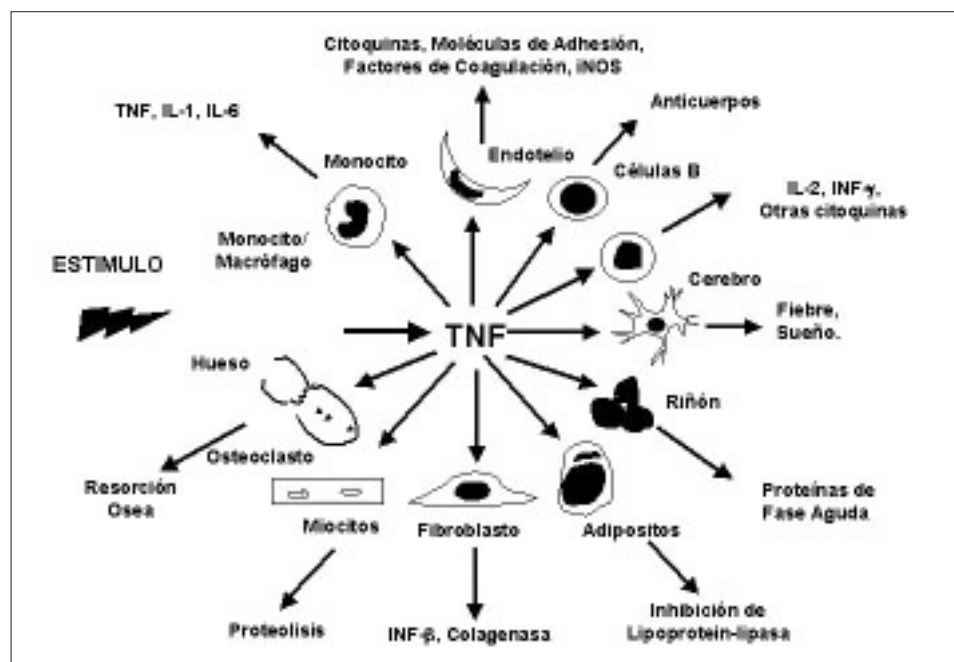 Citoquinas, Moléculas de Adhesión,
Factores de Coagulación, iNOS
TNF, IL-1, IL-6
Anticuerpos
Monocito
Endotelio
Células B
IL-2, INF-γ,
Otras citoquinas
Monocito/
Macrófago
ESTIMULO
Cerebro
TNF
Fiebre,
Sueño.
Hueso
Riñón
Osteoclasto
Resorción
Osea
Miocitos
Fibroblasto
Adipositos
Proteínas de
Fase Aguda
Proteolisis
INF-β, Colagenasa
Inhibición de
Lipoprotein-lipasa